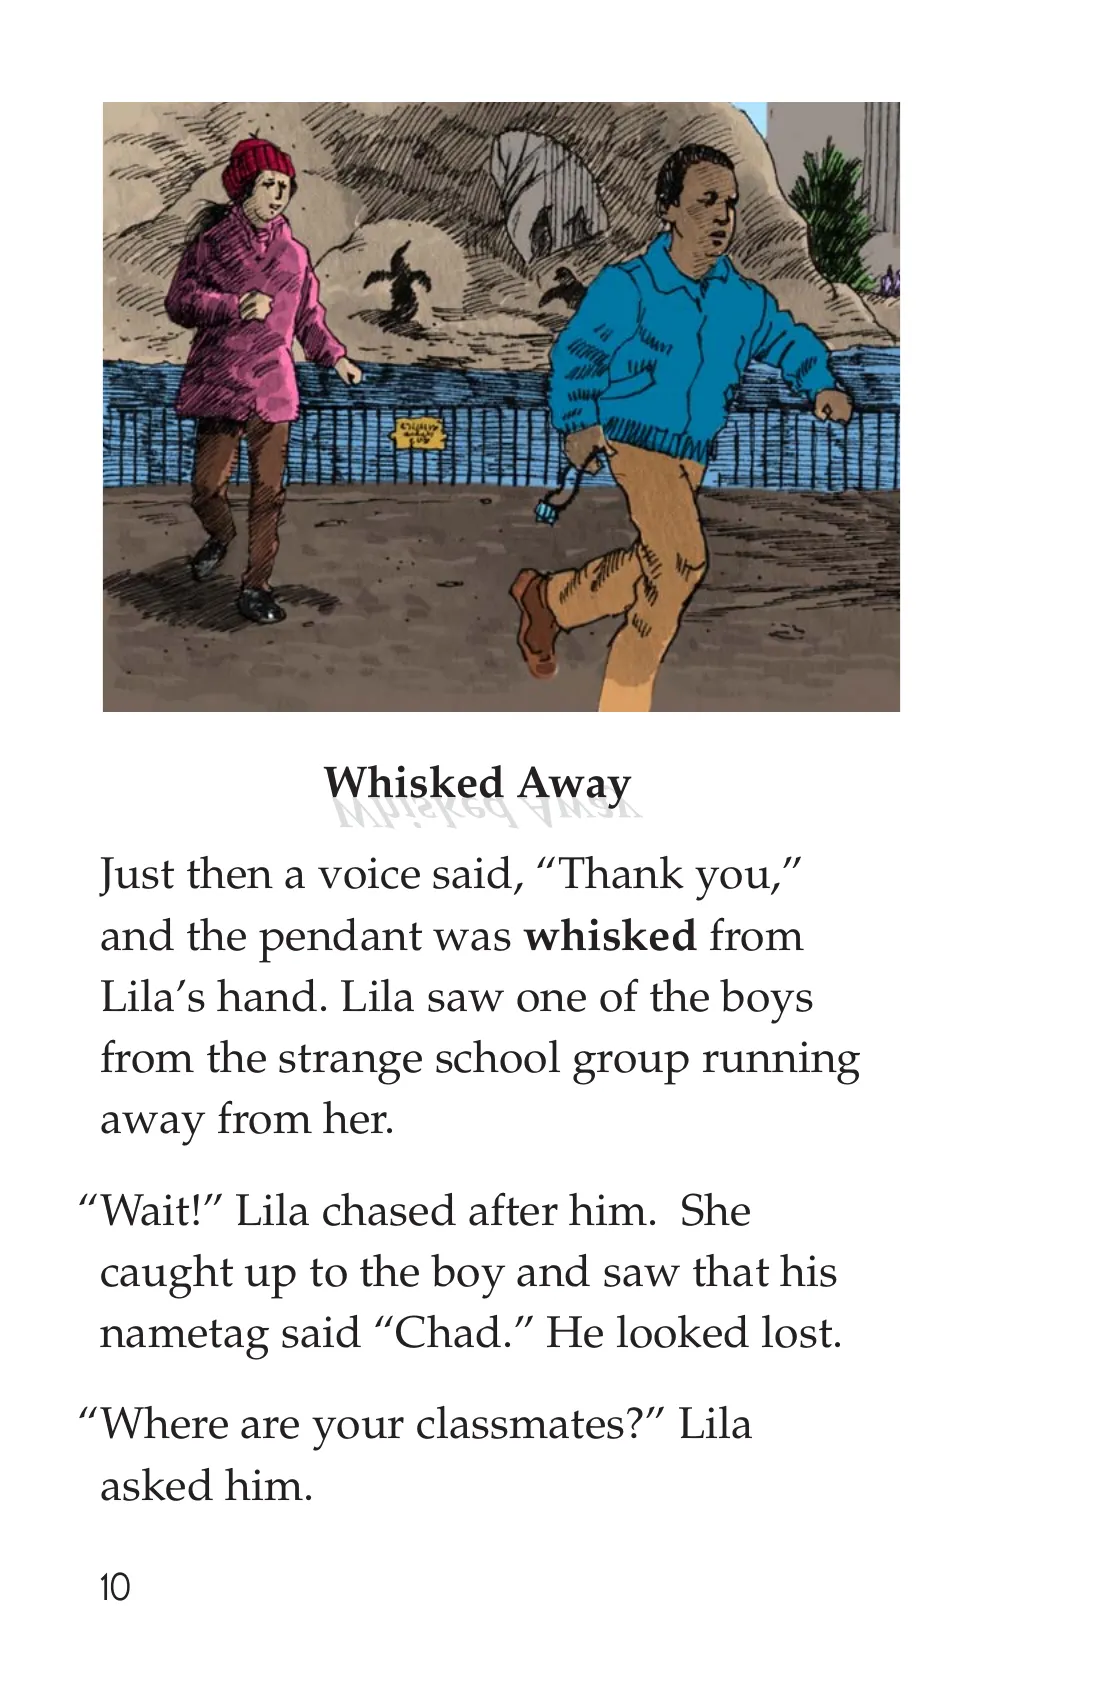 Whisked Away
Just then a voice said, “Thank you,”
and the pendant was whisked from
Lila’s hand. Lila saw one of the boys
from the strange school group running
away from her.
“Wait!” Lila chased after him.  She
caught up to the boy and saw that his
nametag said “Chad.” He looked lost.
“Where are your classmates?” Lila
asked him.
10